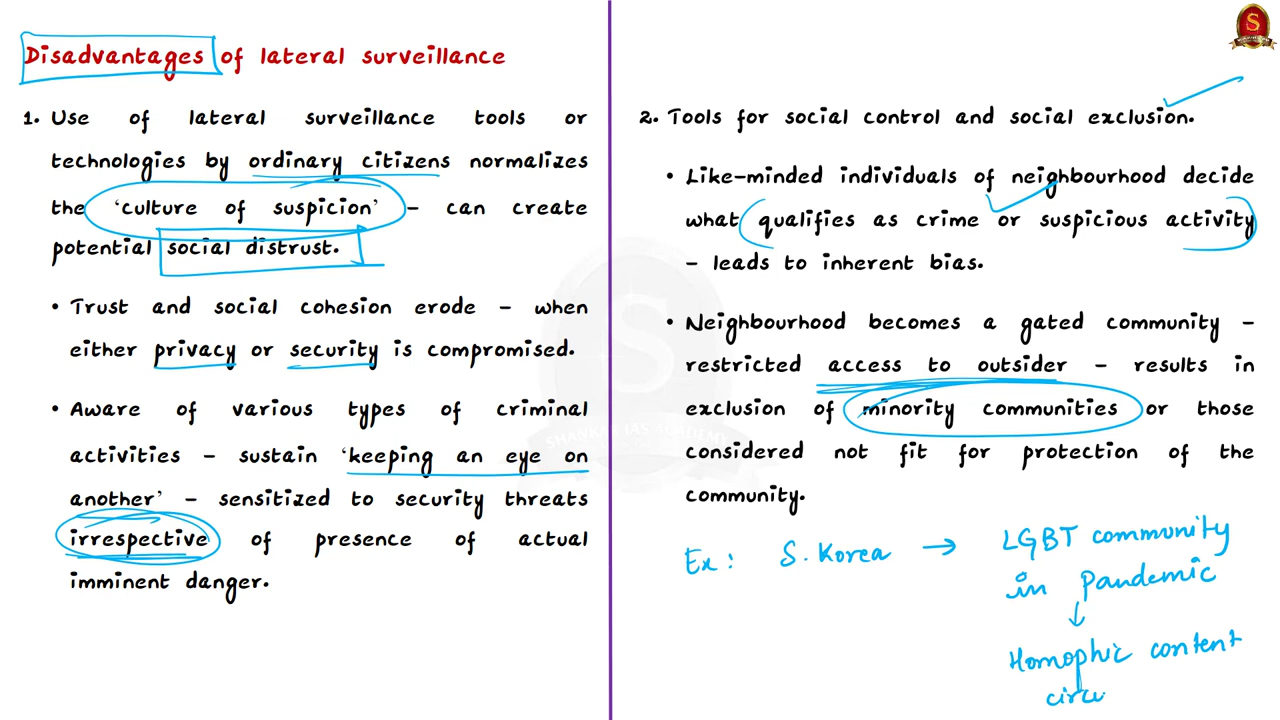 Disadvantages of lateral surveillance
1. Use of lateral surveillance tools or
technologies by ordinary citizens normalizes
the ‘culture of suspicion’ – can create
potential social distrust.
• Trust and social cohesion erode – when
either privacy or security is compromised.
• Aware of various types of criminal
activities – sustain ‘keeping an eye on
another’ – sensitized to security threats
irrespective of presence of actual
imminent danger.
2. Tools for social control and social exclusion.
• Like-minded individuals of neighbourhood decide
what qualifies as crime or suspicious activity
– leads to inherent bias.
• Neighbourhood becomes a gated community –
restricted access to outsider – results in
exclusion of minority communities or those
considered not fit for protection of the
community.
Ex: S. Korea → LGBT community
in Pandemic
↓
Homophic content
circu
S
SHANKAR IAS ACADEMY